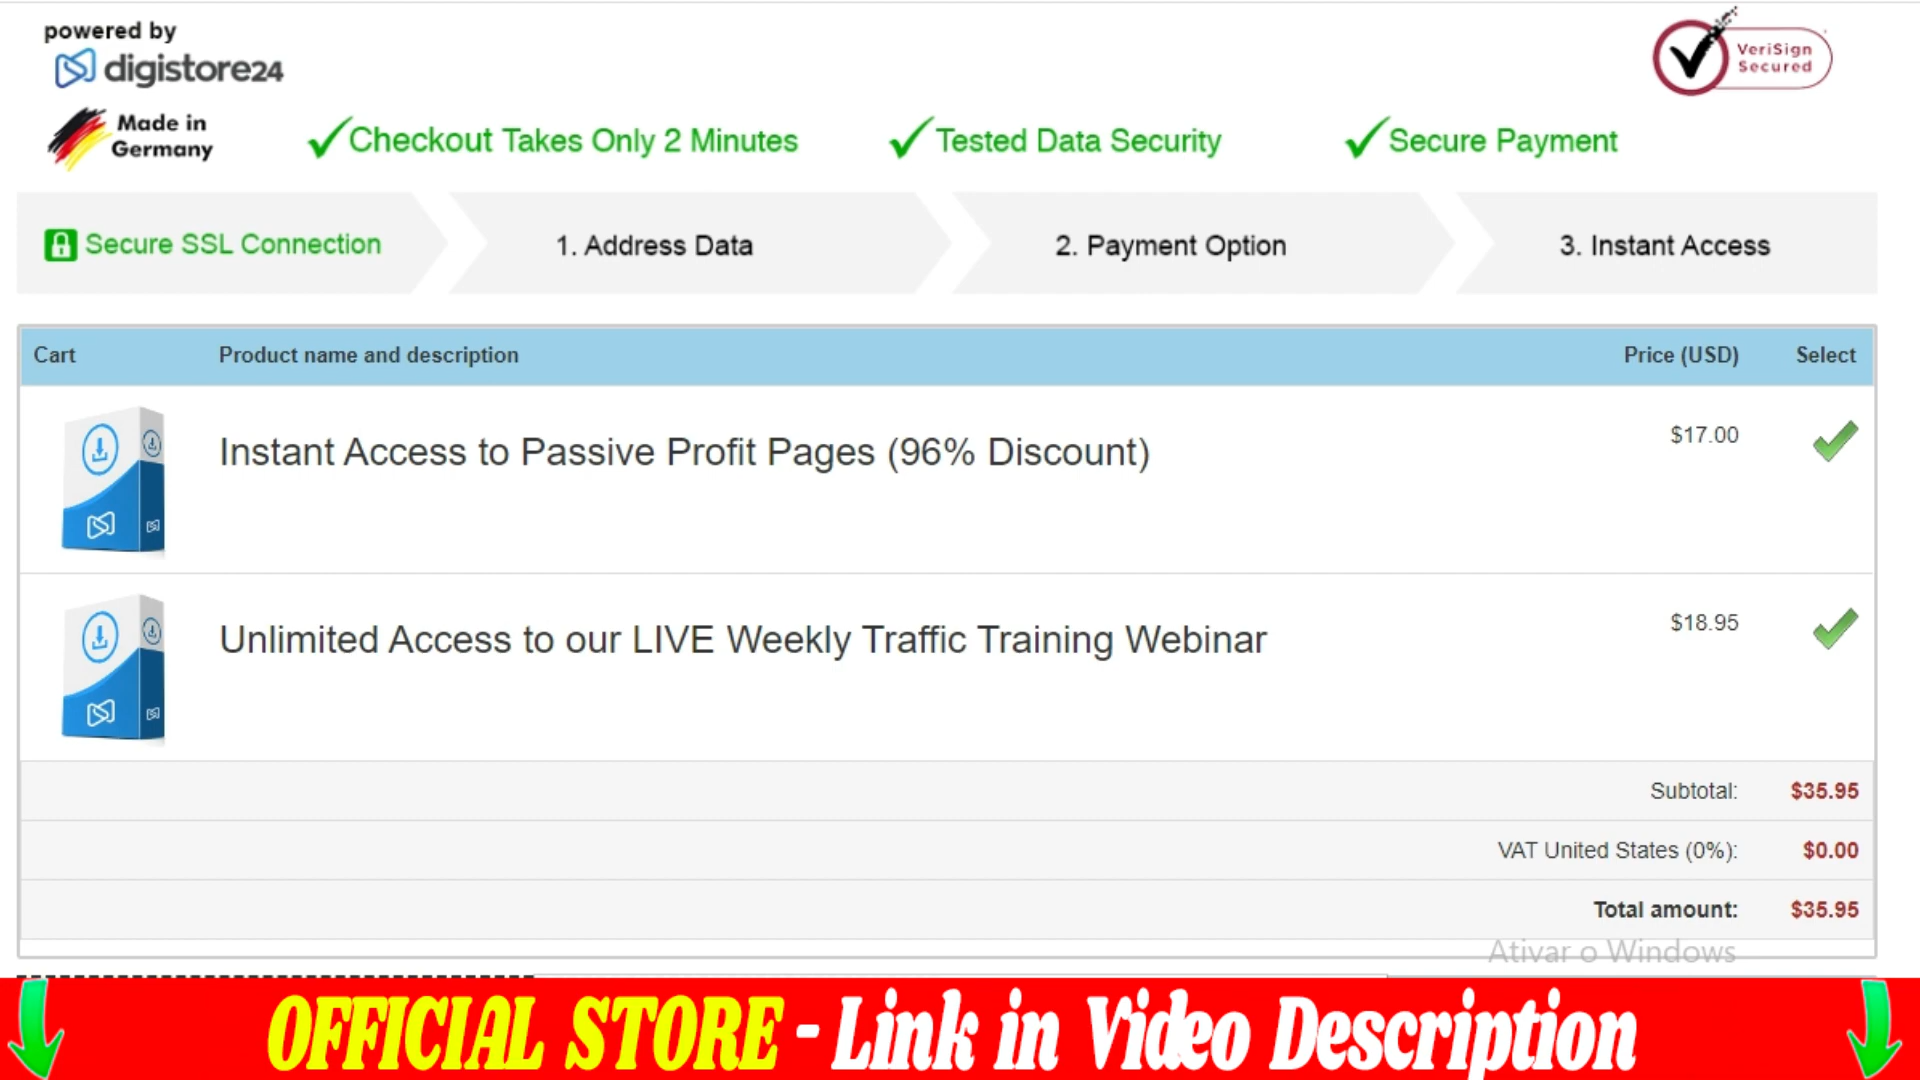 powered by
digistore24
VeriSign
Secured
Made in
Germany
Checkout Takes Only 2 Minutes
Tested Data Security
Secure Payment
Secure SSL Connection
1. Address Data
2. Payment Option
3. Instant Access
Cart Product name and description Price (USD) Select
Instant Access to Passive Profit Pages (96% Discount) $17.00
Unlimited Access to our LIVE Weekly Traffic Training Webinar $18.95
Subtotal: $35.95
VAT United States (0%): $0.00
Total amount: $35.95
Ativar o Windows
OFFICIAL STORE - Link in Video Description